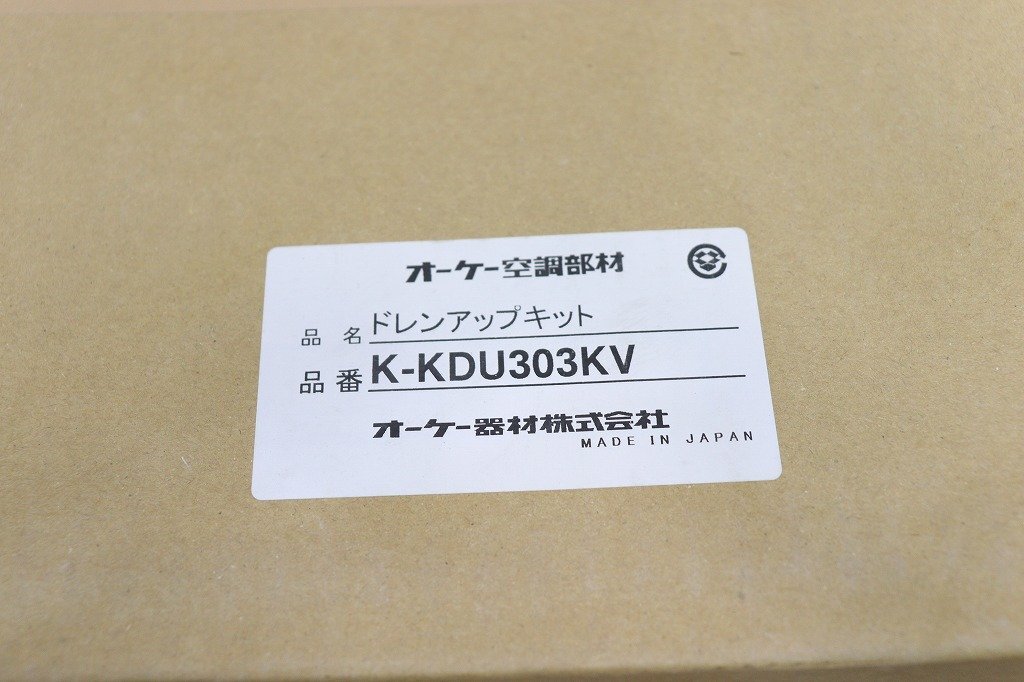 オーケー空調部材
品名 ドレンアップキット
品番 K-KDU303KV
オーケー器材株式会社
MADE IN JAPAN